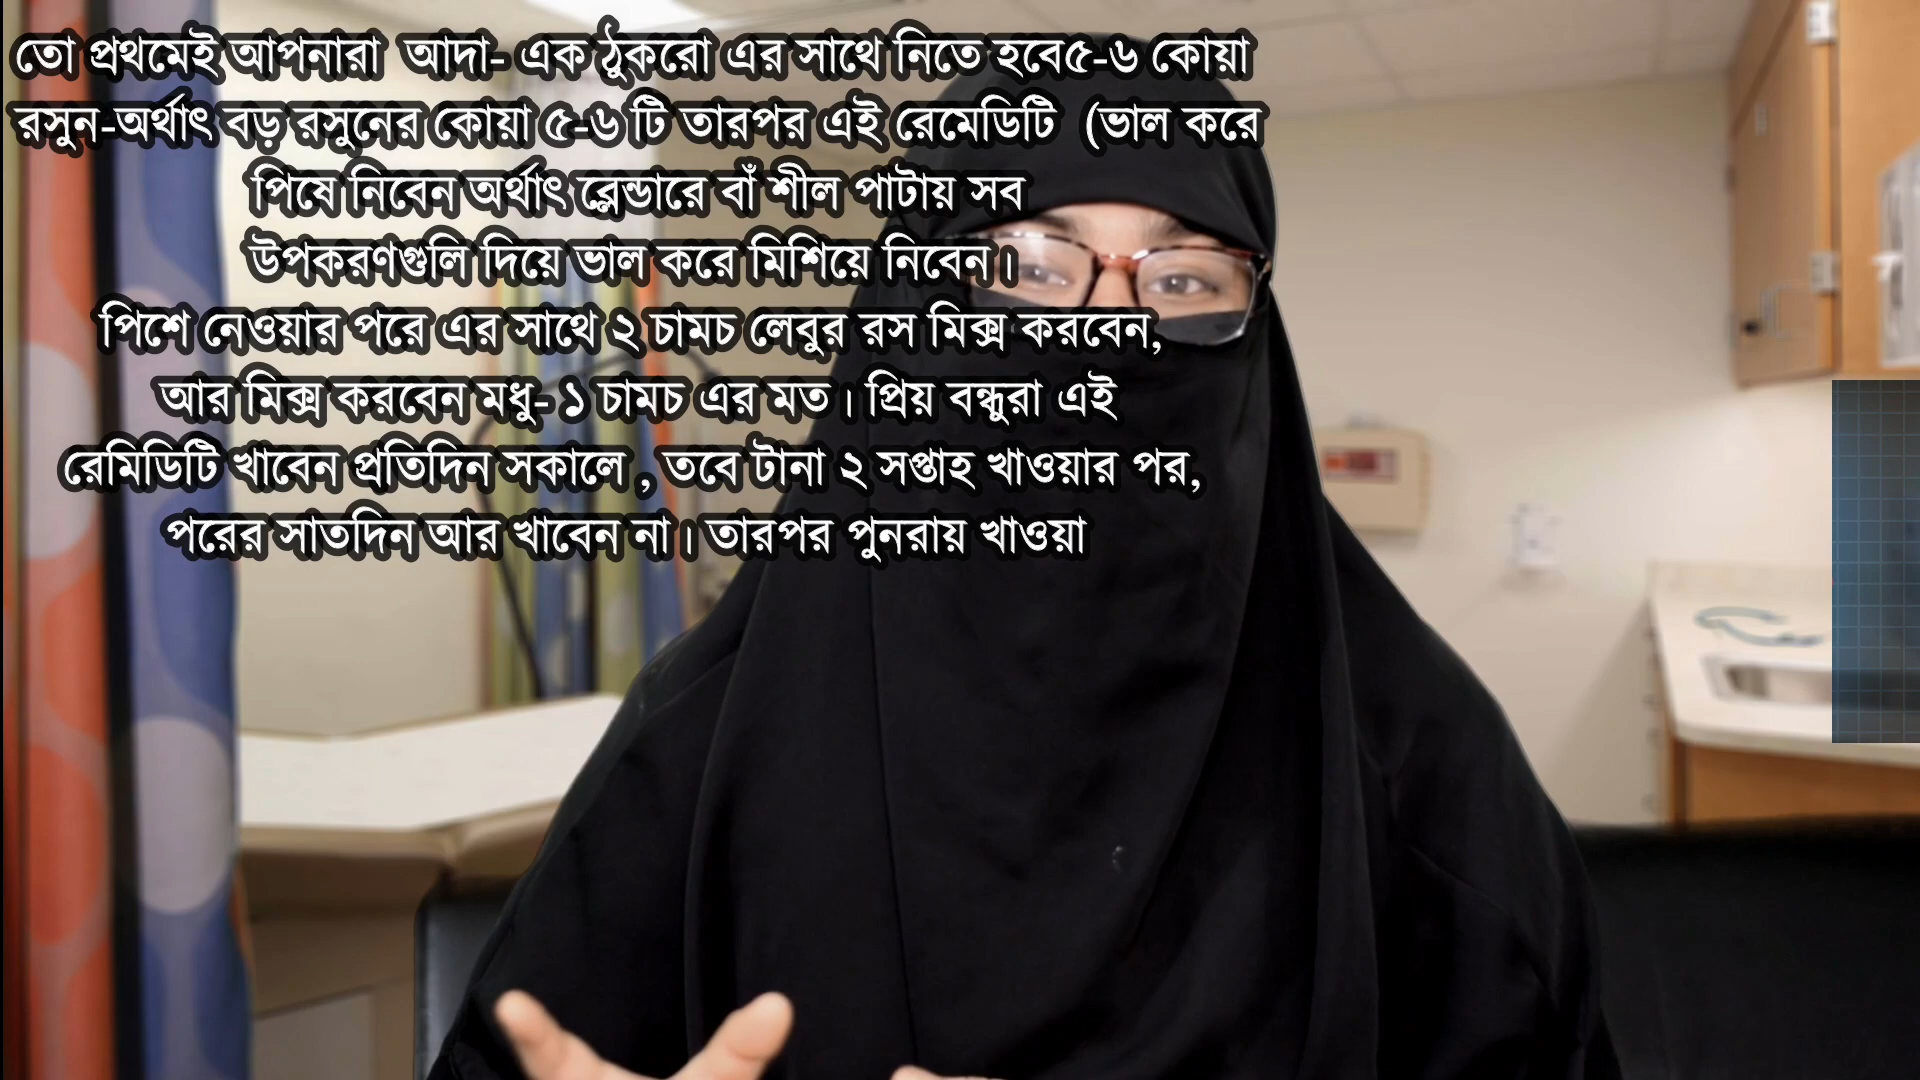 তো প্রথমেই আপনারা আদা- এক ঠুকরো এর সাথে নিতে হবে৫-৬ কোয়া
রসুন-অর্থাৎ বড় রসুনের কোয়া ৫-৬ টি তারপর এই রেমেডিটি (ভাল করে
পিষে নিবেন অর্থাৎ ব্লেন্ডারে বাঁ শীল পাটায় সব
উপকরণগুলি দিয়ে ভাল করে মিশিয়ে নিবেন।
পিশে নেওয়ার পরে এর সাথে ২ চামচ লেবুর রস মিক্স করবেন,
আর মিক্স করবেন মধু- ১ চামচ এর মত। প্রিয় বন্ধুরা এই
রেমিডিটি খাবেন প্রতিদিন সকালে , তবে টানা ২ সপ্তাহ খাওয়ার পর,
পরের সাতদিন আর খাবেন না। তারপর পুনরায় খাওয়া